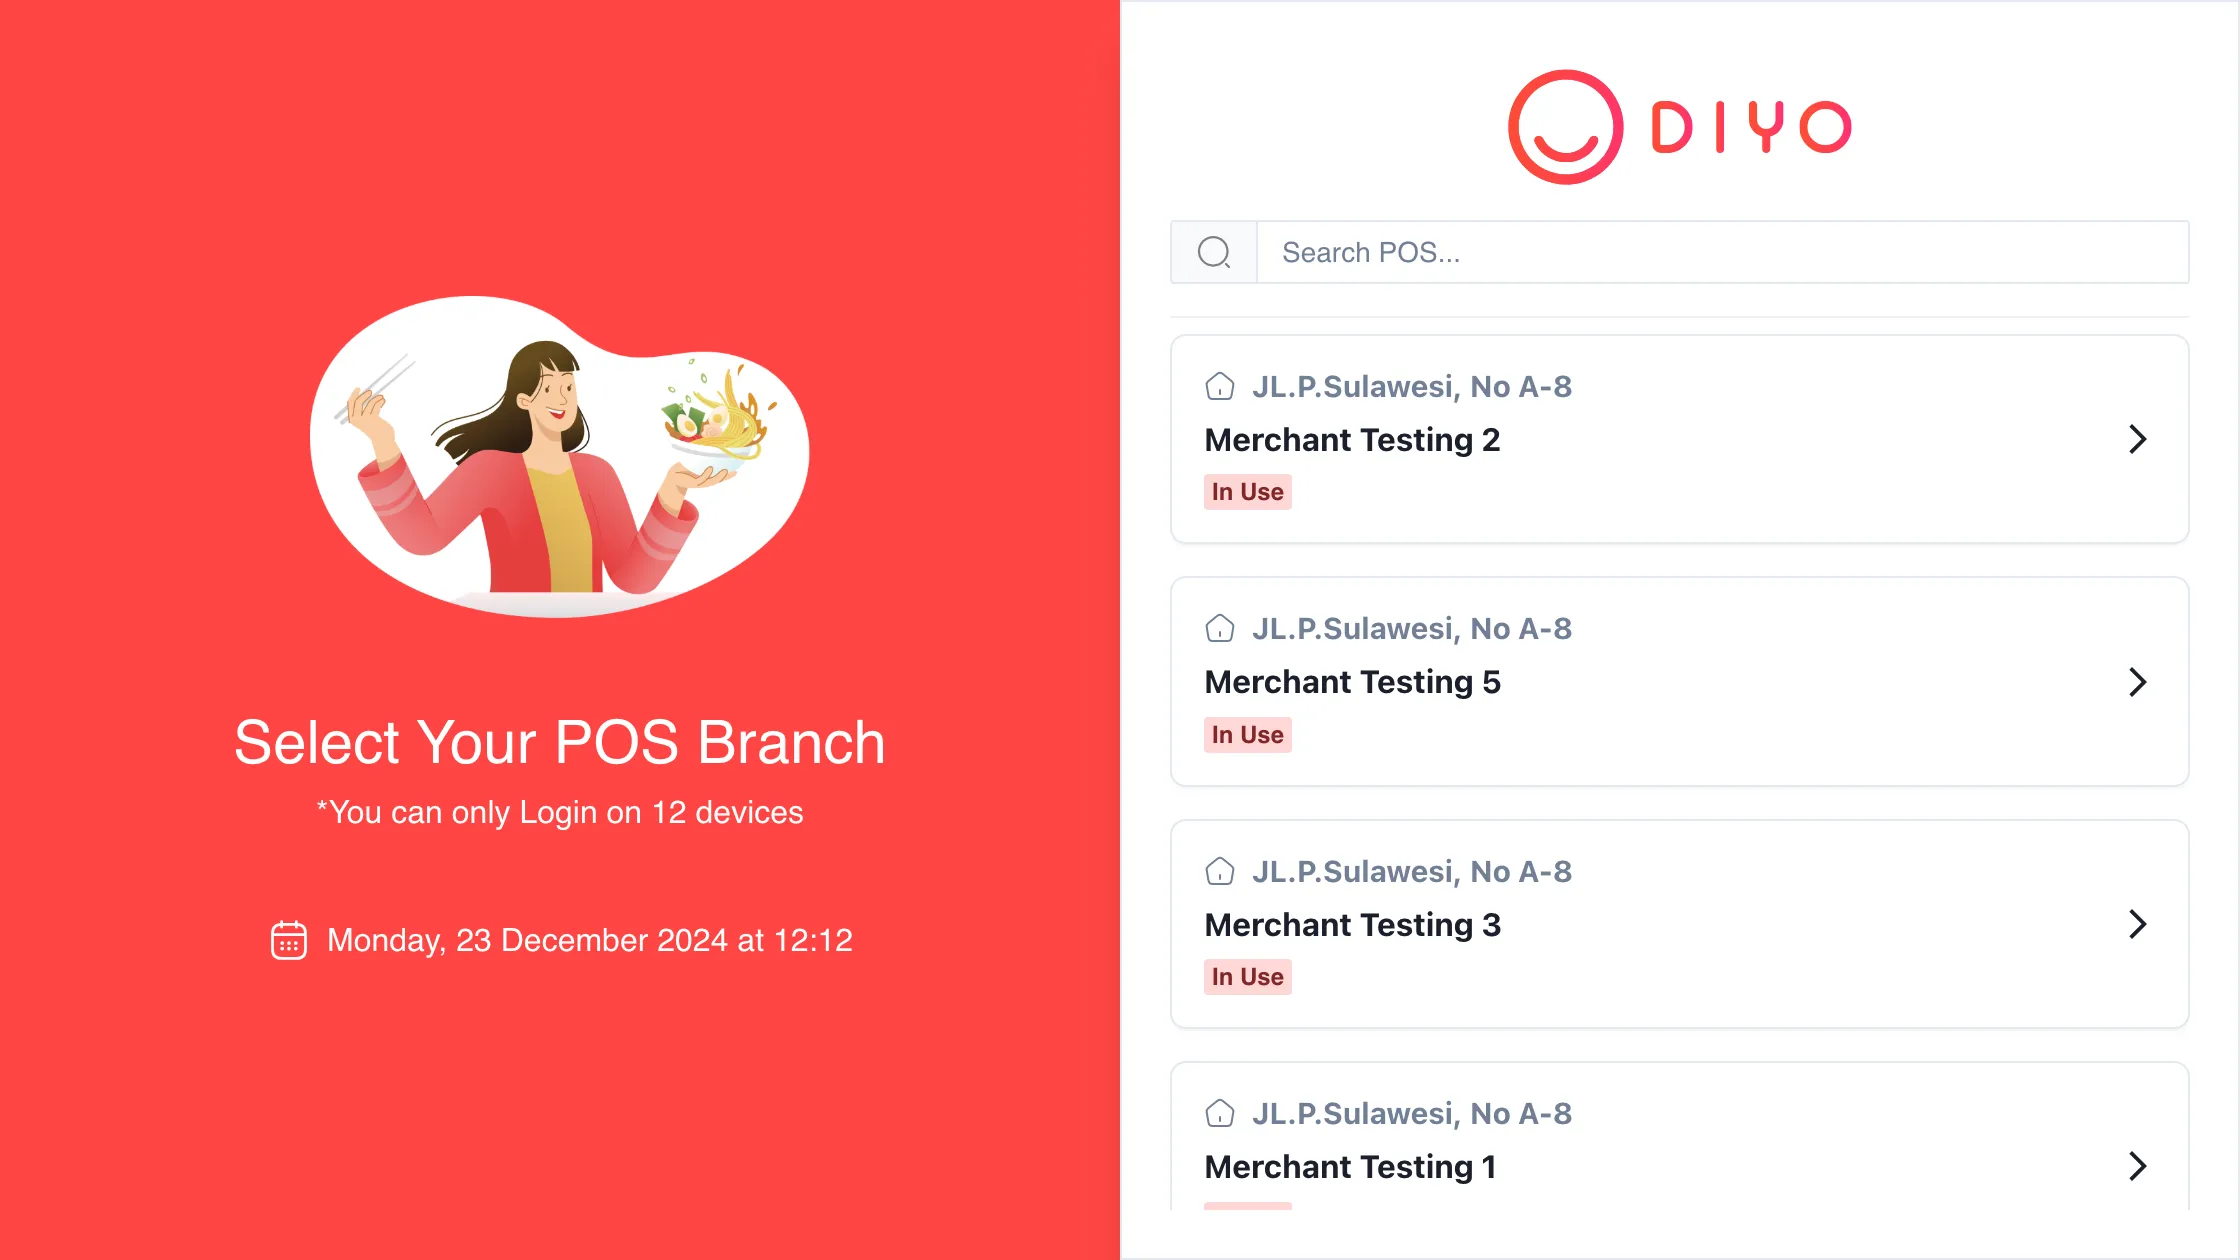 Select Your POS Branch
*You can only Login on 12 devices
Monday, 23 December 2024 at 12:12
DIYO
Search POS...
JL.P.Sulawesi, No A-8
Merchant Testing 2
In Use
JL.P.Sulawesi, No A-8
Merchant Testing 5
In Use
JL.P.Sulawesi, No A-8
Merchant Testing 3
In Use
JL.P.Sulawesi, No A-8
Merchant Testing 1